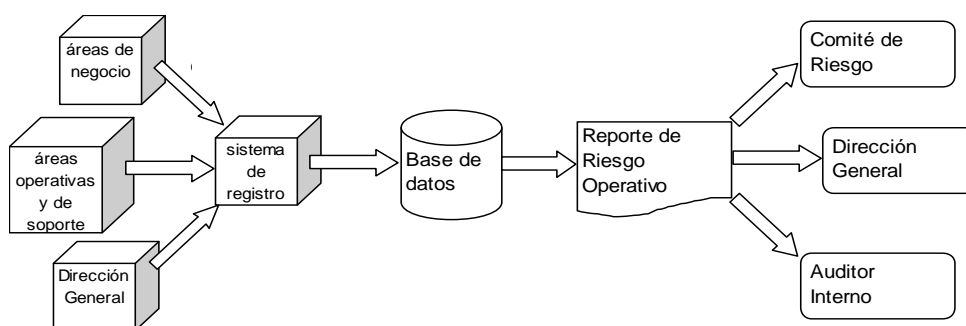 áreas de
negocio
áreas
operativas
y de
soporte
Dirección
General
sistema
de
registro
Base de
datos
Reporte de
Riesgo
Operativo
Comité de
Riesgo
Dirección
General
Auditor
Interno